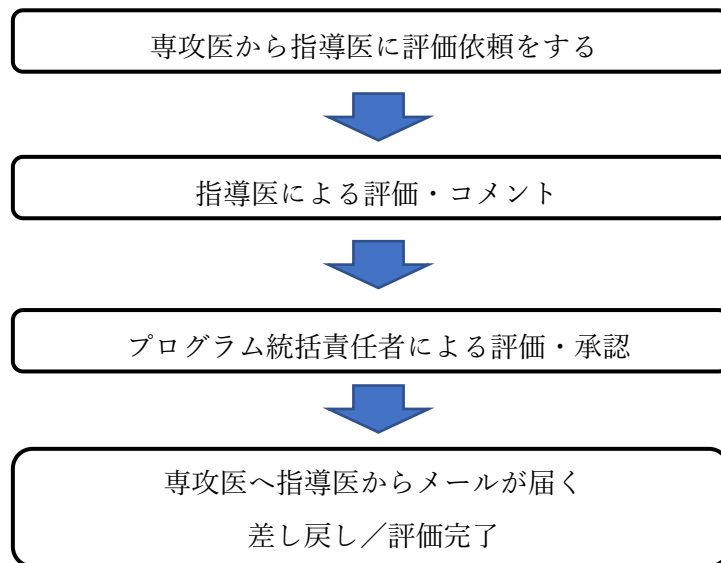 専攻医から指導医に評価依頼をする
指導医による評価・コメント
プログラム統括責任者による評価・承認
専攻医へ指導医からメールが届く
差し戻し／評価完了